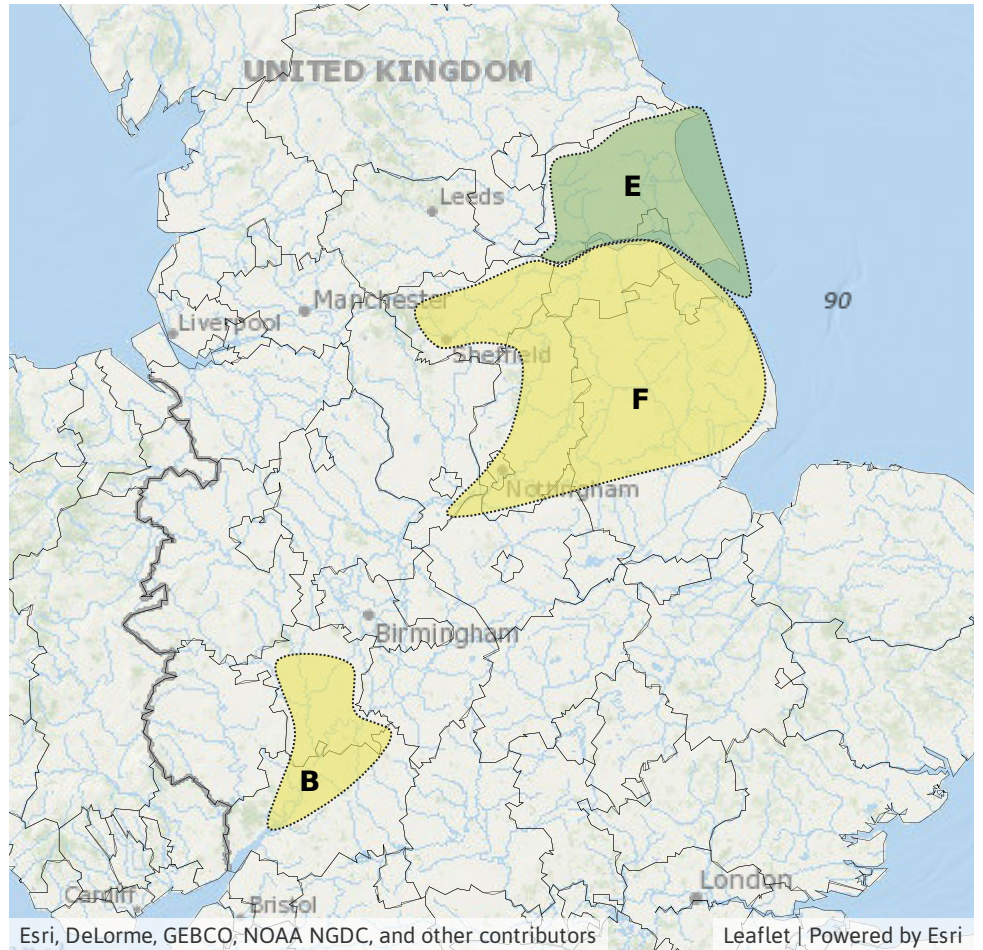 UNITED KINGDOM
E
Leeds
Manchester
90
Liverpool
Sheffield
F
Nottingham
Birmingham
B
London
Cardiff
Bristol
Esri, DeLorme, GEBCO, NOAA NGDC, and other contributors
Leaflet | Powered by Esri